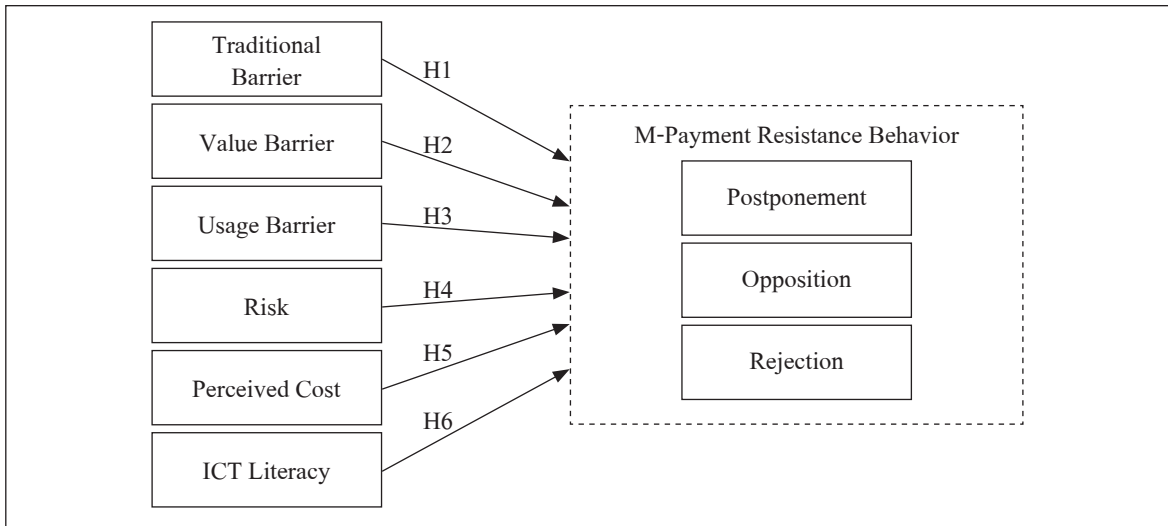 Traditional
Barrier
Value Barrier
Usage Barrier
Risk
Perceived Cost
ICT Literacy
H1
H2
H3
H4
H5
H6
M-Payment Resistance Behavior
Postponement
Opposition
Rejection